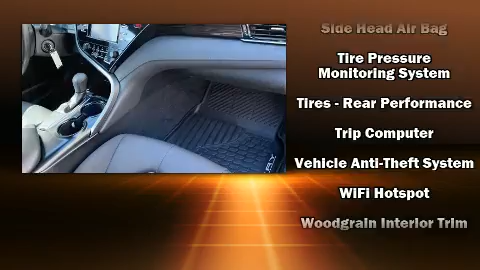 Side Head Air Bag
Tire Pressure
Monitoring System
Tires - Rear Performance
Trip Computer
Vehicle Anti-Theft System
WiFi Hotspot
Woodgrain Interior Trim